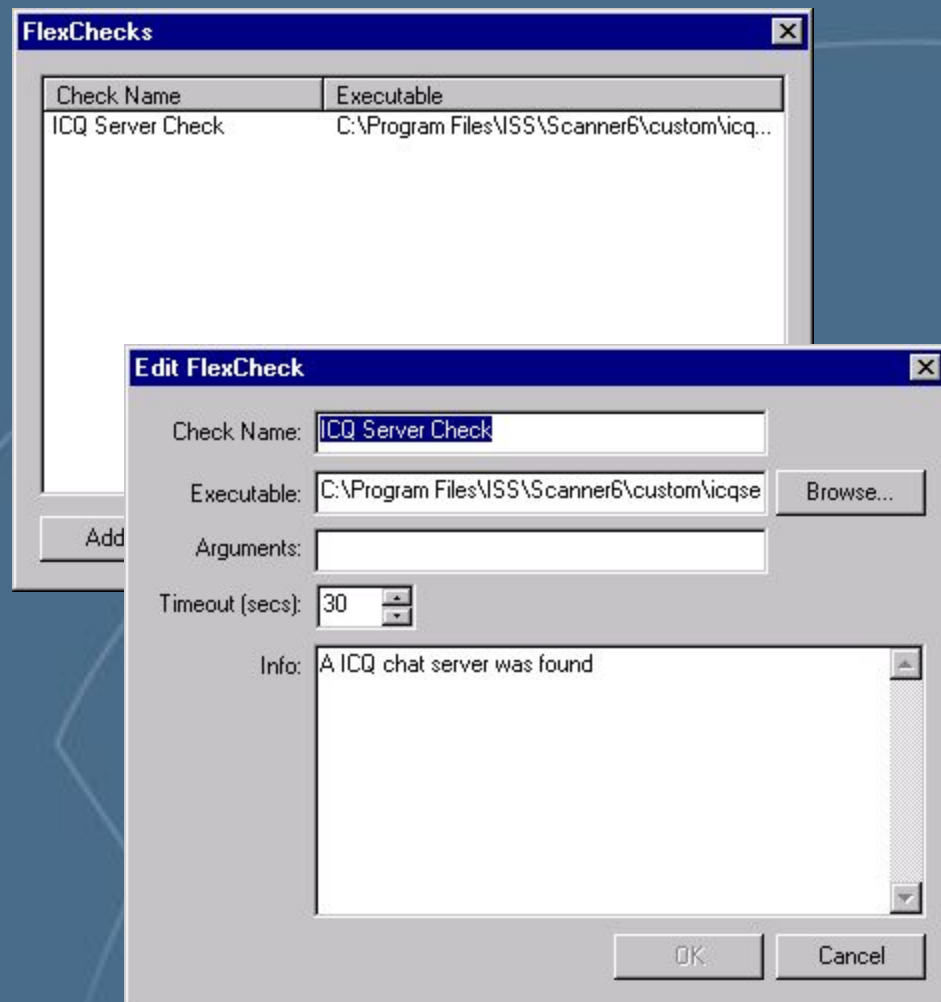 FlexChecks
Check Name Executable
ICQ Server Check C:\Program Files\ISS\Scanner6\custom\icq...
Add
Edit FlexCheck
Check Name: ICQ Server Check
Executable: C:\Program Files\ISS\Scanner6\custom\icqse Browse...
Arguments:
Timeout (secs): 30
Info: A ICQ chat server was found
OK Cancel